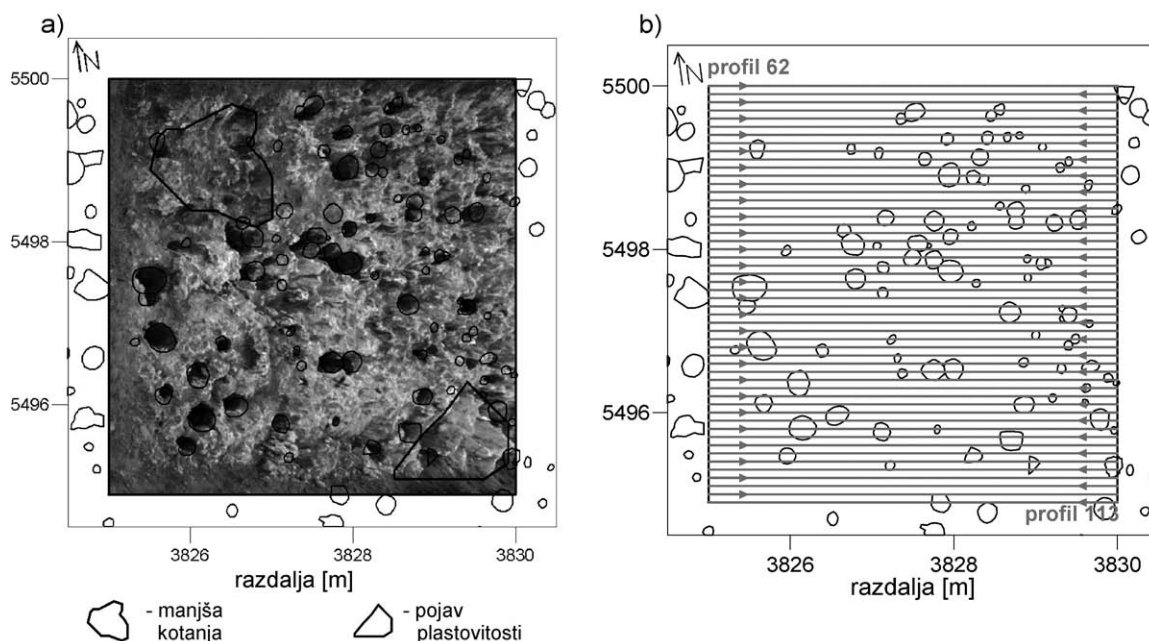 a)
N
5500
5498
5496
3826
3828
3830
razdalja [m]
- manjša
kotanja
- pojav
plastovitosti
b)
N
profil 62
5500
5498
5496
profil 113
3826
3828
3830
razdalja [m]